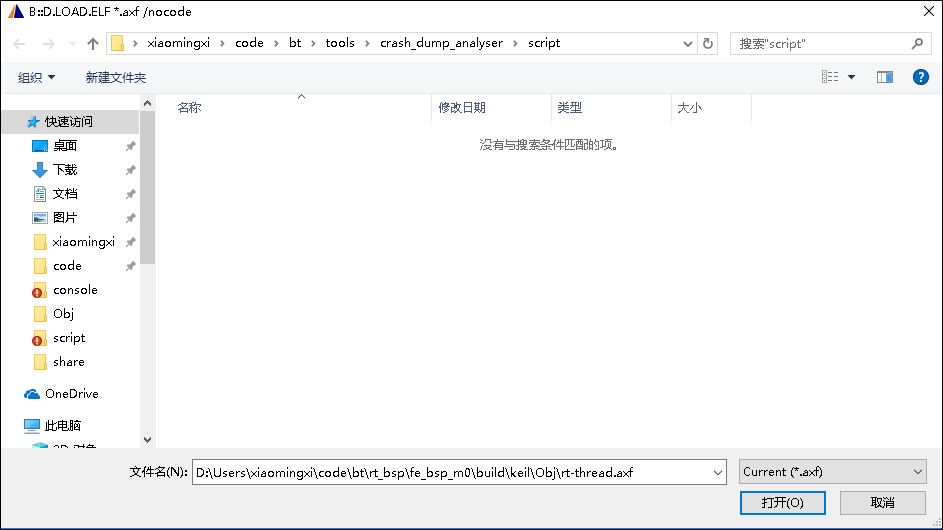 B::D.LOAD.ELF *.axf /nocode
xiaomingxi › code › bt › tools › crash_dump_analyser › script
搜索"script"
组织
新建文件夹
名称 修改日期 类型 大小
没有与搜索条件匹配的项。
快速访问
桌面
下载
文档
图片
xiaomingxi
code
console
Obj
script
share
OneDrive
此电脑
3D 对象
文件名(N): D:\Users\xiaomingxi\code\bt\rt_bsp\fe_bsp_m0\build\keil\Obj\rt-thread.axf
Current (*.axf)
打开(O) 取消